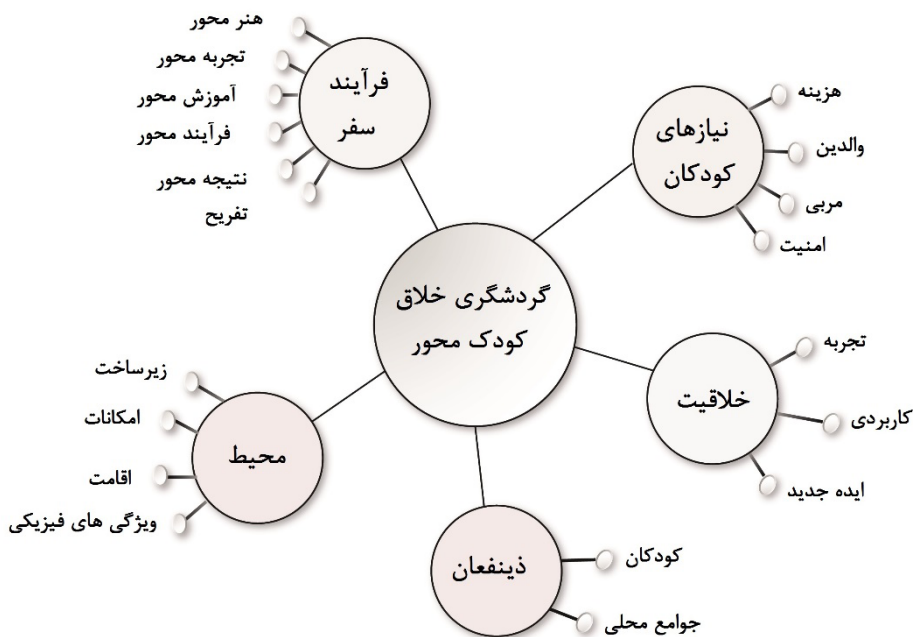 هنر محور
تجربه محور
آموزش محور
فرآیند محور
نتیجه محور
تفریح
فرآیند
سفر
نیازهای
کودکان
هزینه
والدین
مربی
امنیت
گردشگری خلاق
کودک محور
خلاقیت
تجربه
کاربردی
ایده جدید
محیط
زیرساخت
امکانات
اقامت
ویژگی های فیزیکی
ذینفعان
کودکان
جوامع محلی